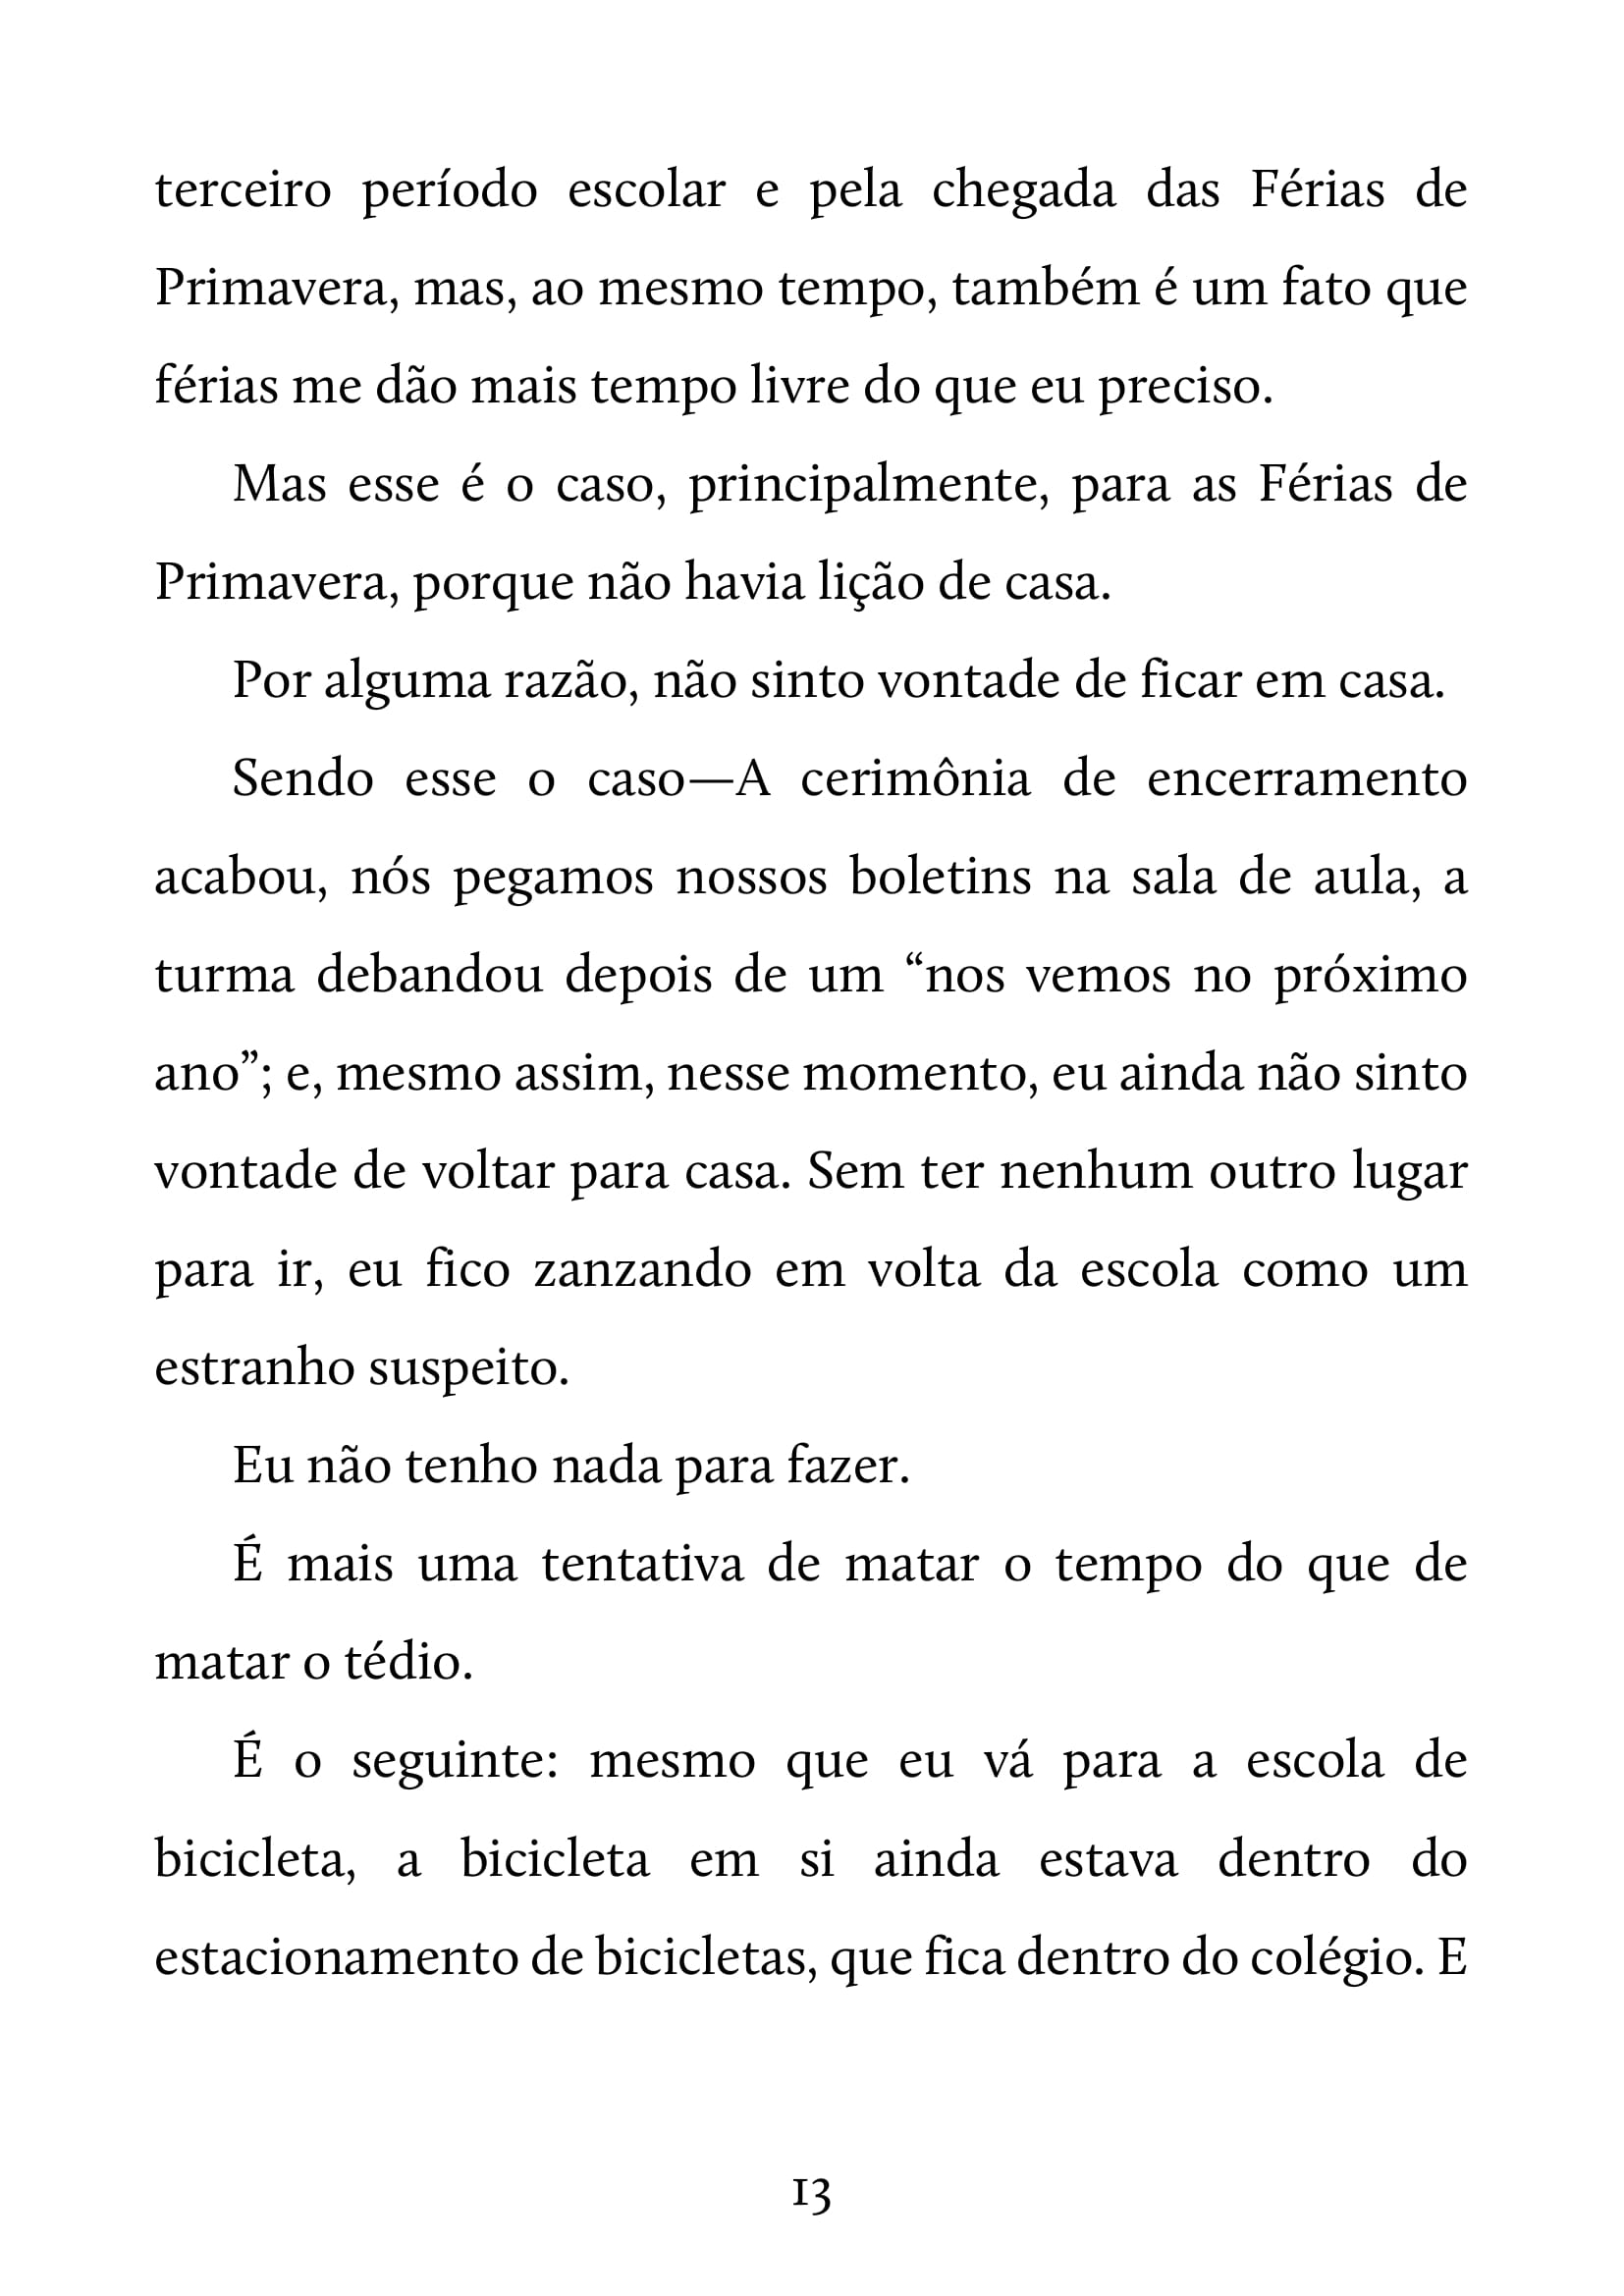 terceiro período escolar e pela chegada das Férias de
Primavera, mas, ao mesmo tempo, também é um fato que
férias me dão mais tempo livre do que eu preciso.
Mas esse é o caso, principalmente, para as Férias de
Primavera, porque não havia lição de casa.
Por alguma razão, não sinto vontade de ficar em casa.
Sendo esse o caso—A cerimônia de encerramento
acabou, nós pegamos nossos boletins na sala de aula, a
turma debandou depois de um “nos vemos no próximo
ano”; e, mesmo assim, nesse momento, eu ainda não sinto
vontade de voltar para casa. Sem ter nenhum outro lugar
para ir, eu fico zanzando em volta da escola como um
estranho suspeito.
Eu não tenho nada para fazer.
É mais uma tentativa de matar o tempo do que de
matar o tédio.
É o seguinte: mesmo que eu vá para a escola de
bicicleta, a bicicleta em si ainda estava dentro do
estacionamento de bicicletas, que fica dentro do colégio. E
13